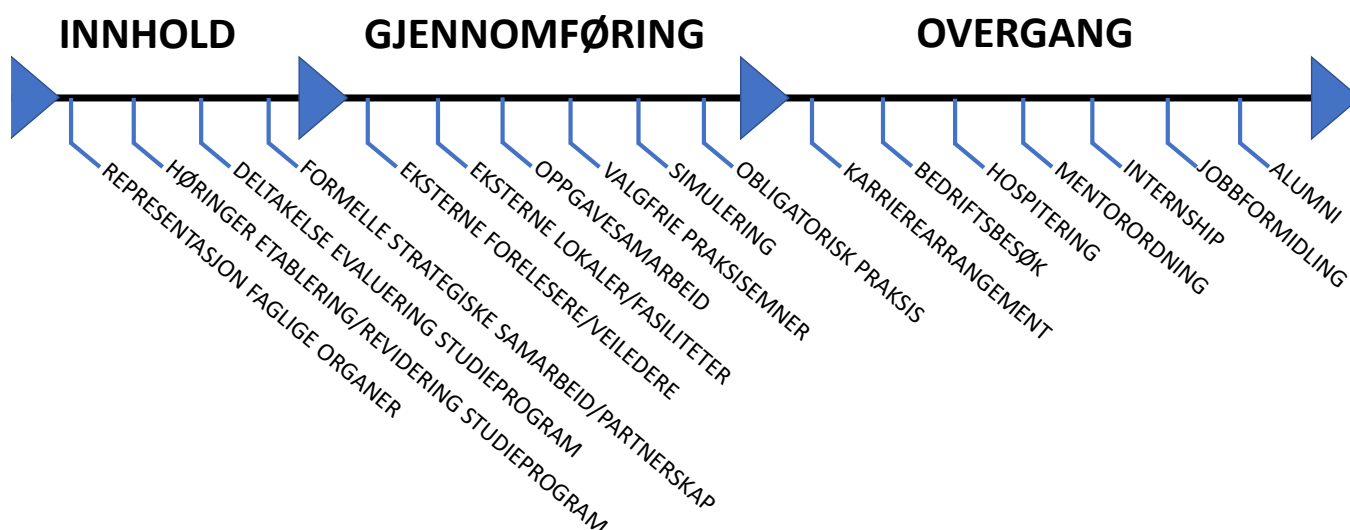 INNHOLD
GJENNOMFØRING
OVERGANG
REPRESENTASJON FAGLIGE ORGANER
HØRINGER ETABLERING/REVIDERING STUDIEPROGRAM
DELTAKELSE EVALUERING STUDIEPROGRAM
FORMELLE STRATEGISKE SAMARBEID/PARTNERSKAP
EKSTERNE FORELESERE/VEILEDERE
EKSTERNE LOKALER/FASILITETER
OPPGAVESAMARBEID
VALGFRIE PRAKSISEMNER
SIMULERING
OBLIGATORISK PRAKSIS
KARRIEREARRANGEMENT
BEDRIFTSBESØK
HOSPITERING
MENTORORDNING
INTERNSHIP
JOBBFORMIDLING
ALUMNI